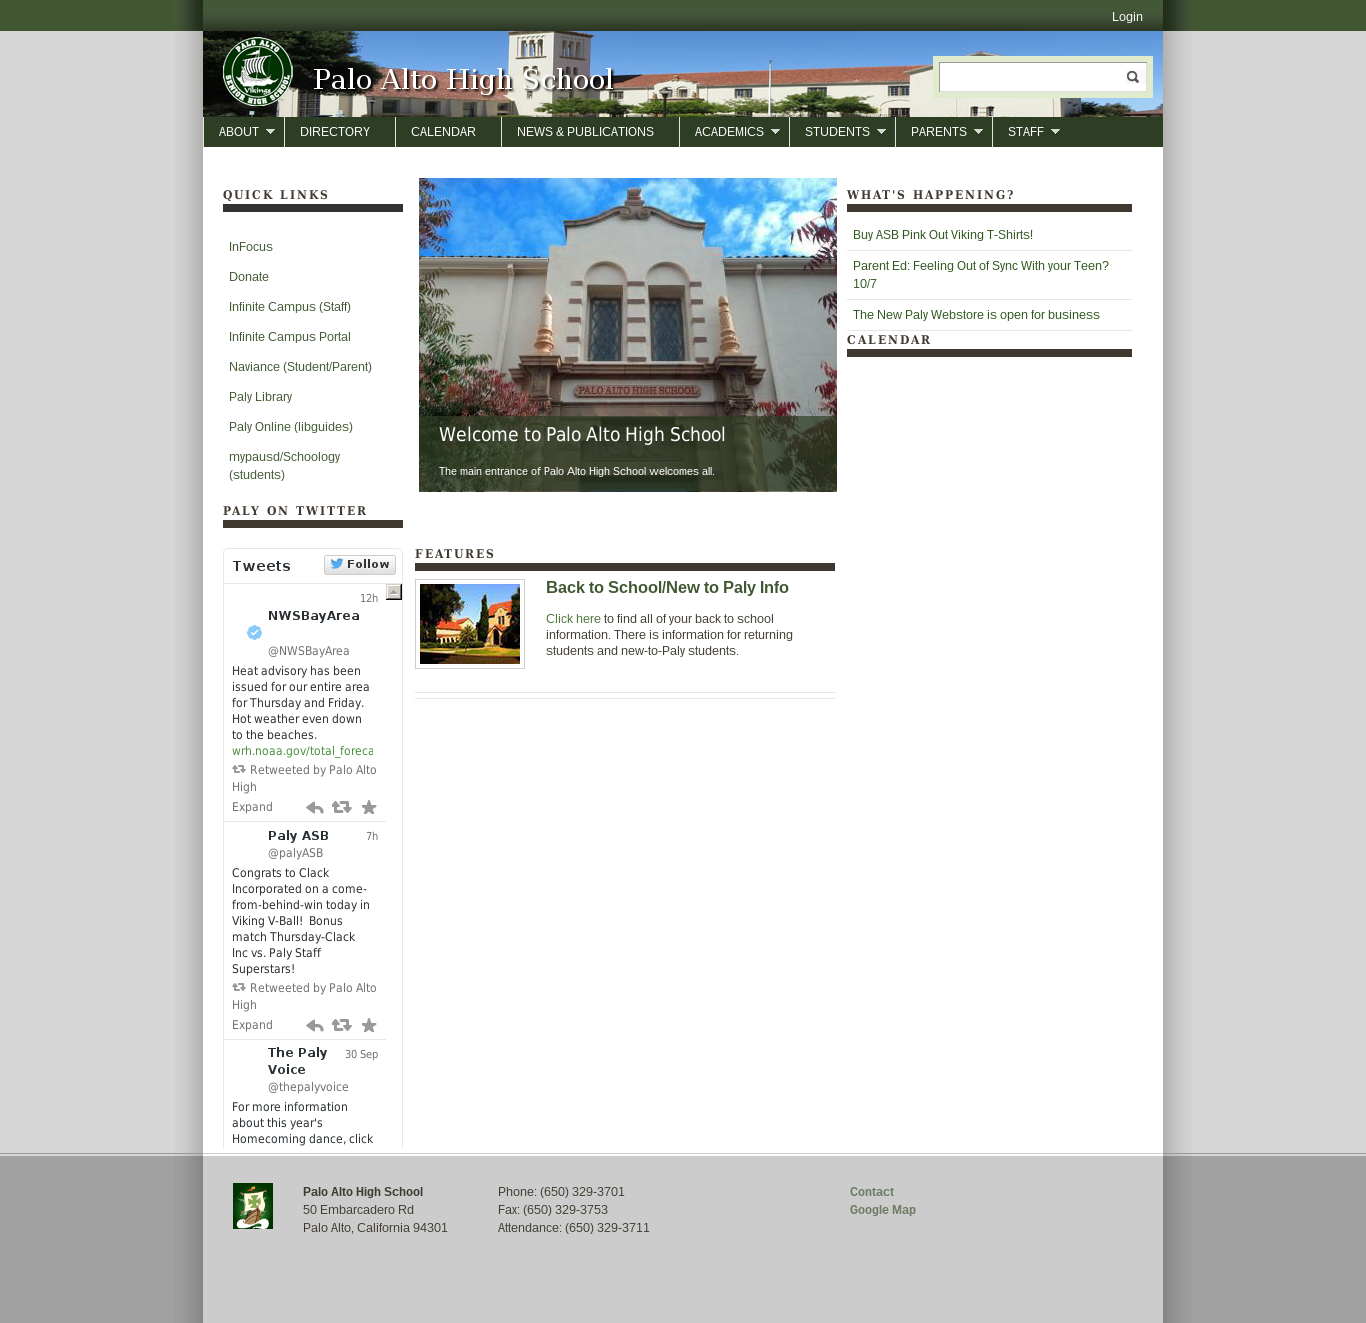 Login
PALO ALTO
Vikings
SENIOR HIGH SCHOOL
Palo Alto High School
ABOUT DIRECTORY CALENDAR NEWS & PUBLICATIONS ACADEMICS STUDENTS PARENTS STAFF
QUICK LINKS
InFocus
Donate
Infinite Campus (Staff)
Infinite Campus Portal
Naviance (Student/Parent)
Paly Library
Paly Online (libguides)
mypausd/Schoology
(students)
PALY ON TWITTER
Tweets Follow
12h
NWSBayArea
@NWSBayArea
Heat advisory has been
issued for our entire area
for Thursday and Friday.
Hot weather even down
to the beaches.
wrh.noaa.gov/total_foreca
Retweeted by Palo Alto
High
Expand
Paly ASB 7h
@palyASB
Congrats to Clack
Incorporated on a come-
from-behind-win today in
Viking V-Ball! Bonus
match Thursday-Clack
Inc vs. Paly Staff
Superstars!
Retweeted by Palo Alto
High
Expand
The Paly 30 Sep
Voice
@thepalyvoice
For more information
about this year's
Homecoming dance, click
PALO ALTO HIGH SCHOOL
Welcome to Palo Alto High School
The main entrance of Palo Alto High School welcomes all.
FEATURES
Back to School/New to Paly Info
Click here to find all of your back to school
information. There is information for returning
students and new-to-Paly students.
WHAT'S HAPPENING?
Buy ASB Pink Out Viking T-Shirts!
Parent Ed: Feeling Out of Sync With your Teen?
10/7
The New Paly Webstore is open for business
CALENDAR
Palo Alto High School
50 Embarcadero Rd
Palo Alto, California 94301
Phone: (650) 329-3701
Fax: (650) 329-3753
Attendance: (650) 329-3711
Contact
Google Map